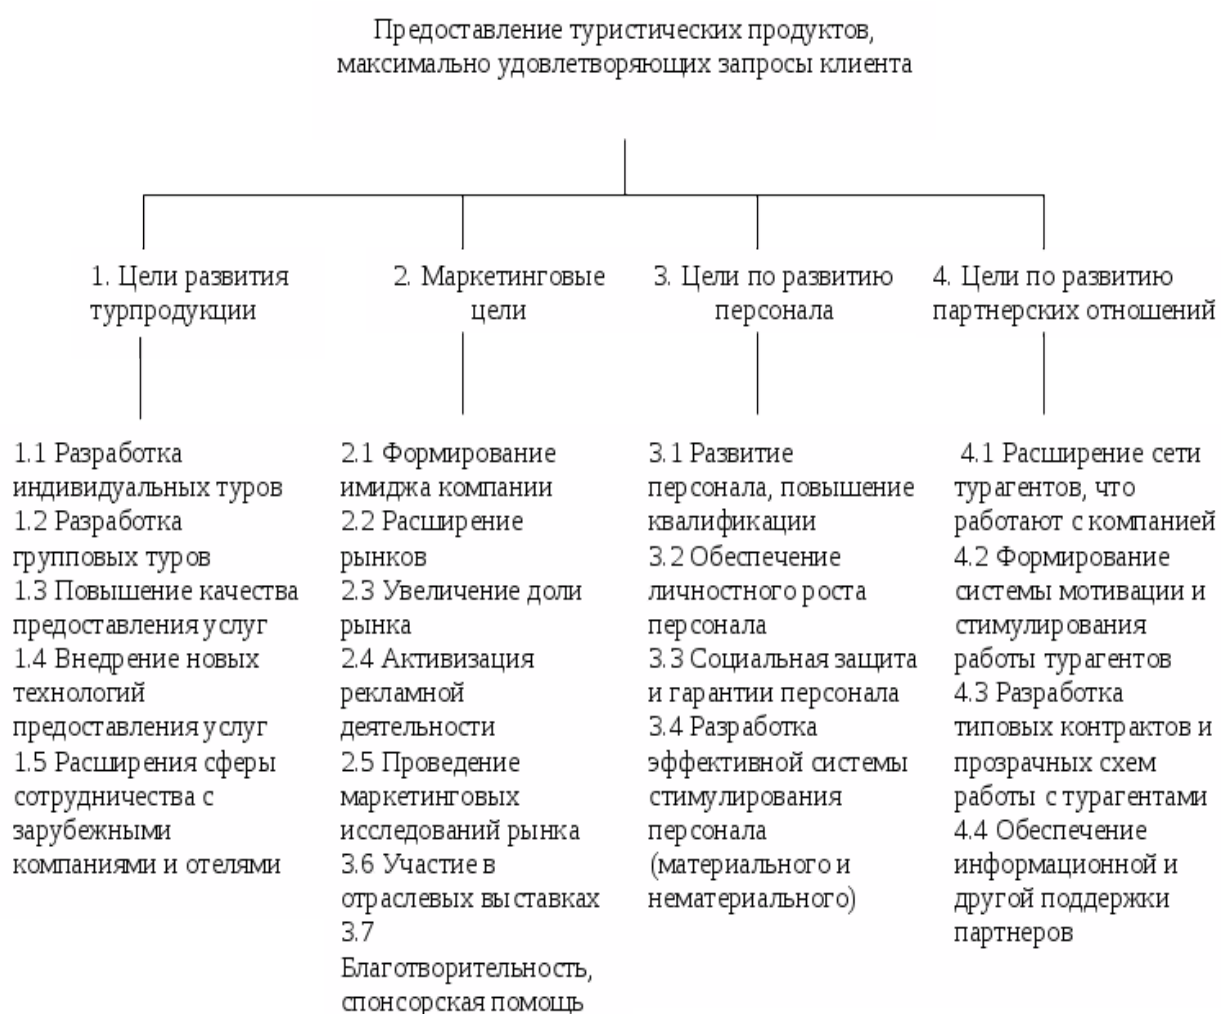 Предоставление туристических продуктов,
максимально удовлетворяющих запросы клиента
1. Цели развития
турпродукции
2. Маркетинговые
цели
3. Цели по развитию
персонала
4. Цели по развитию
партнерских отношений
1.1 Разработка
индивидуальных туров
1.2 Разработка
групповых туров
1.3 Повышение качества
предоставления услуг
1.4 Внедрение новых
технологий
предоставления услуг
1.5 Расширения сферы
сотрудничества с
зарубежными
компаниями и отелями
2.1 Формирование
имиджа компании
2.2 Расширение
рынков
2.3 Увеличение доли
рынка
2.4 Активизация
рекламной
деятельности
2.5 Проведение
маркетинговых
исследований рынка
3.6 Участие в
отраслевых выставках
3.7
Благотворительность,
спонсорская помощь
3.1 Развитие
персонала, повышение
квалификации
3.2 Обеспечение
личностного роста
персонала
3.3 Социальная защита
и гарантии персонала
3.4 Разработка
эффективной системы
стимулирования
персонала
(материального и
нематериального)
4.1 Расширение сети
турагентов, что
работают с компанией
4.2 Формирование
системы мотивации и
стимулирования
работы турагентов
4.3 Разработка
типовых контрактов и
прозрачных схем
работы с турагентами
4.4 Обеспечение
информационной и
другой поддержки
партнеров